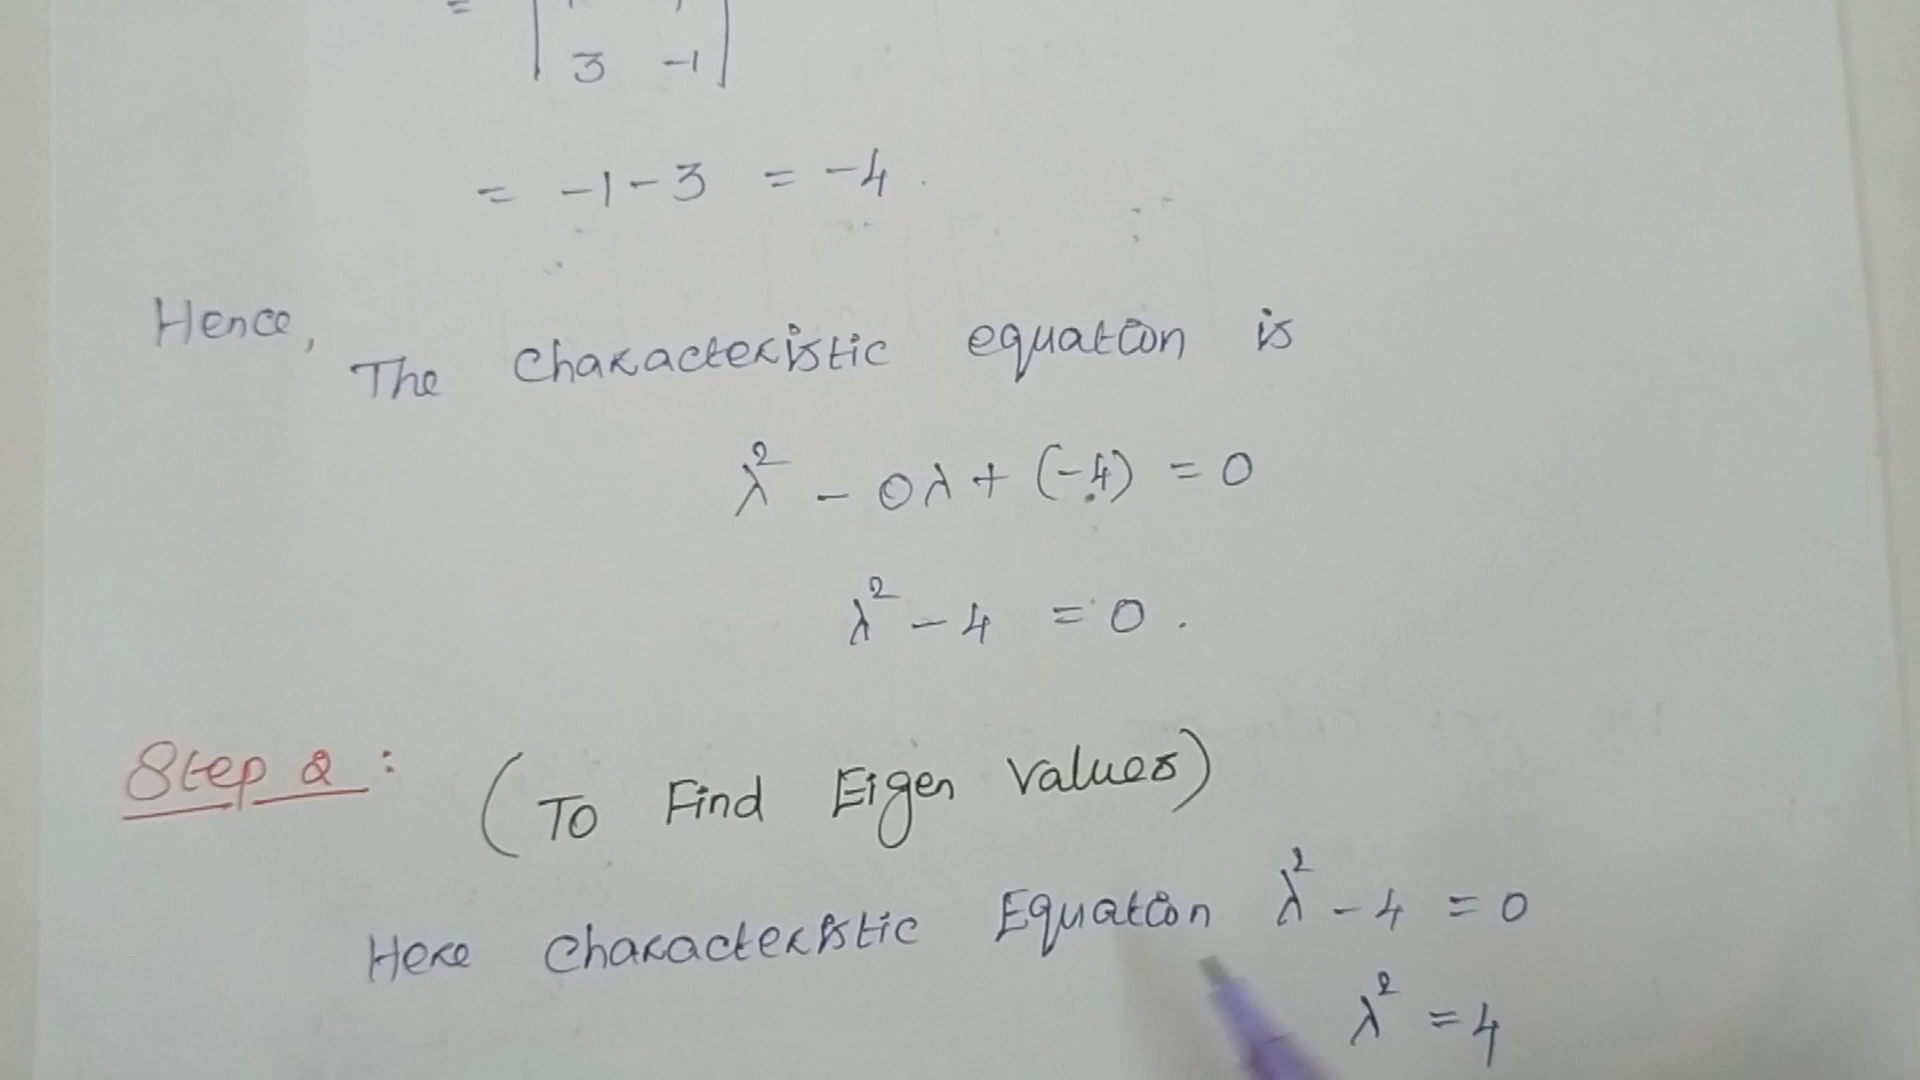 =
3 -1
= -1 - 3 = -4.
Hence,
The characteristic equation is
λ² - 0λ + (-4) = 0
λ² - 4 = 0.
Step 2: (To Find Eigen Values)
Here characteristic Equation λ² - 4 = 0
λ² = 4